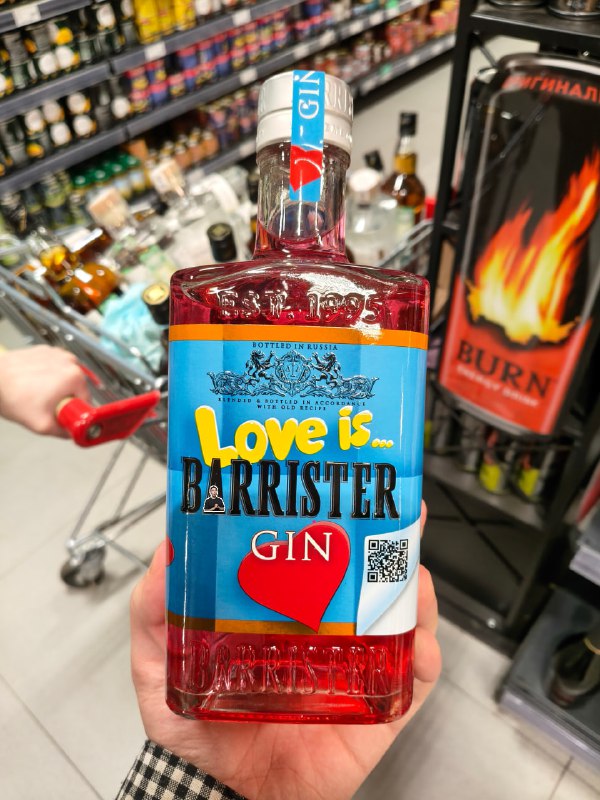 GIN
EST. 1895
BOTTLED IN RUSSIA
BLENDED & BOTTLED IN ACCORDANCE
WITH OLD RECIPE
Love is...
BARRISTER
GIN
BARRISTER
ОРИГИНАЛ
BURN
ENERGY DRINK